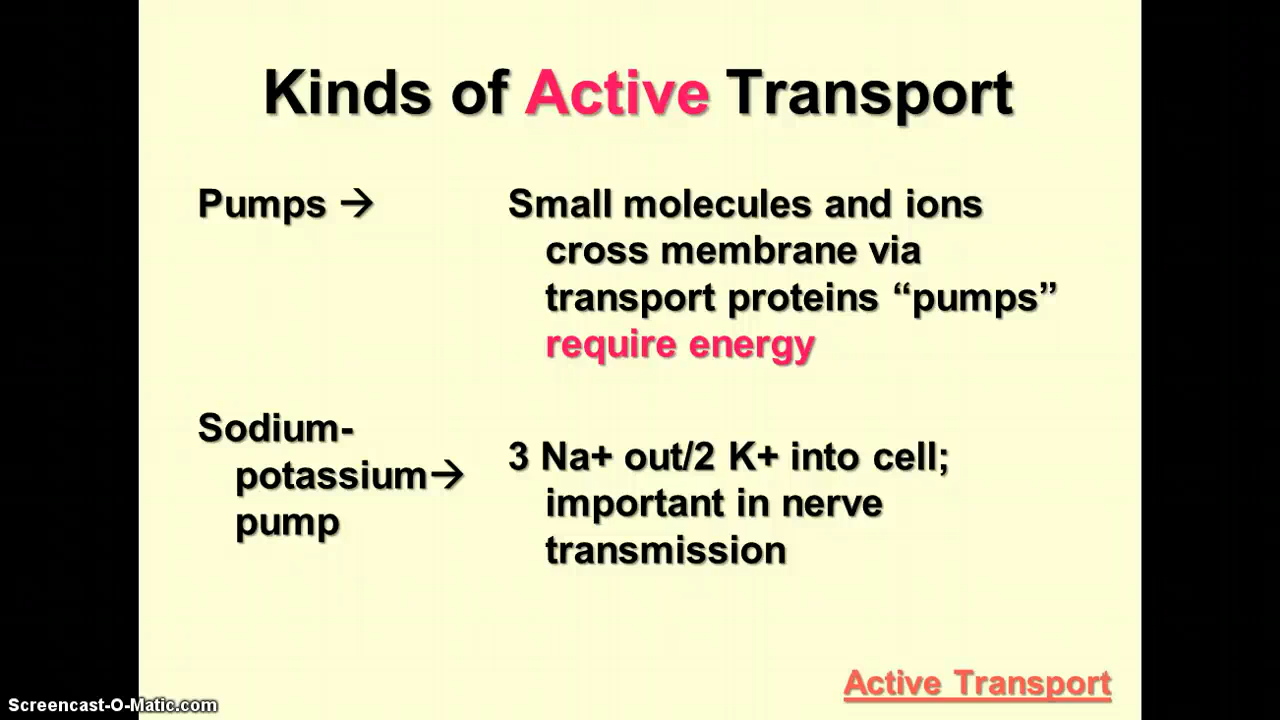 Kinds of Active Transport
Pumps →
Small molecules and ions
cross membrane via
transport proteins “pumps”
require energy
Sodium-
potassium→
pump
3 Na+ out/2 K+ into cell;
important in nerve
transmission
Active Transport
Screencast-O-Matic.com